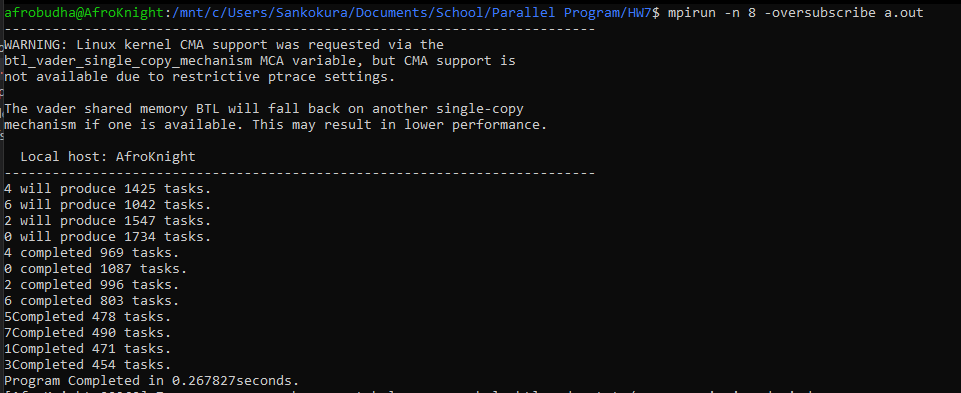 afrobudha@AfroKnight:/mnt/c/Users/Sankokura/Documents/School/Parallel Program/HW7$ mpirun -n 8 -oversubscribe a.out
--------------------------------------------------------------------------
WARNING: Linux kernel CMA support was requested via the
btl_vader_single_copy_mechanism MCA variable, but CMA support is
not available due to restrictive ptrace settings.
The vader shared memory BTL will fall back on another single-copy
mechanism if one is available. This may result in lower performance.
Local host: AfroKnight
--------------------------------------------------------------------------
4 will produce 1425 tasks.
6 will produce 1042 tasks.
2 will produce 1547 tasks.
0 will produce 1734 tasks.
4 completed 969 tasks.
0 completed 1087 tasks.
2 completed 996 tasks.
6 completed 803 tasks.
5Completed 478 tasks.
7Completed 490 tasks.
1Completed 471 tasks.
3Completed 454 tasks.
Program Completed in 0.267827seconds.